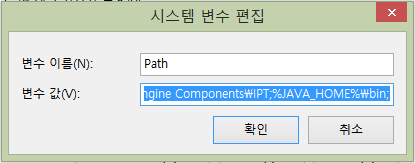 시스템 변수 편집
변수 이름(N): Path
변수 값(V): ngine Components₩IPT;%JAVA_HOME%₩bin;
확인 취소